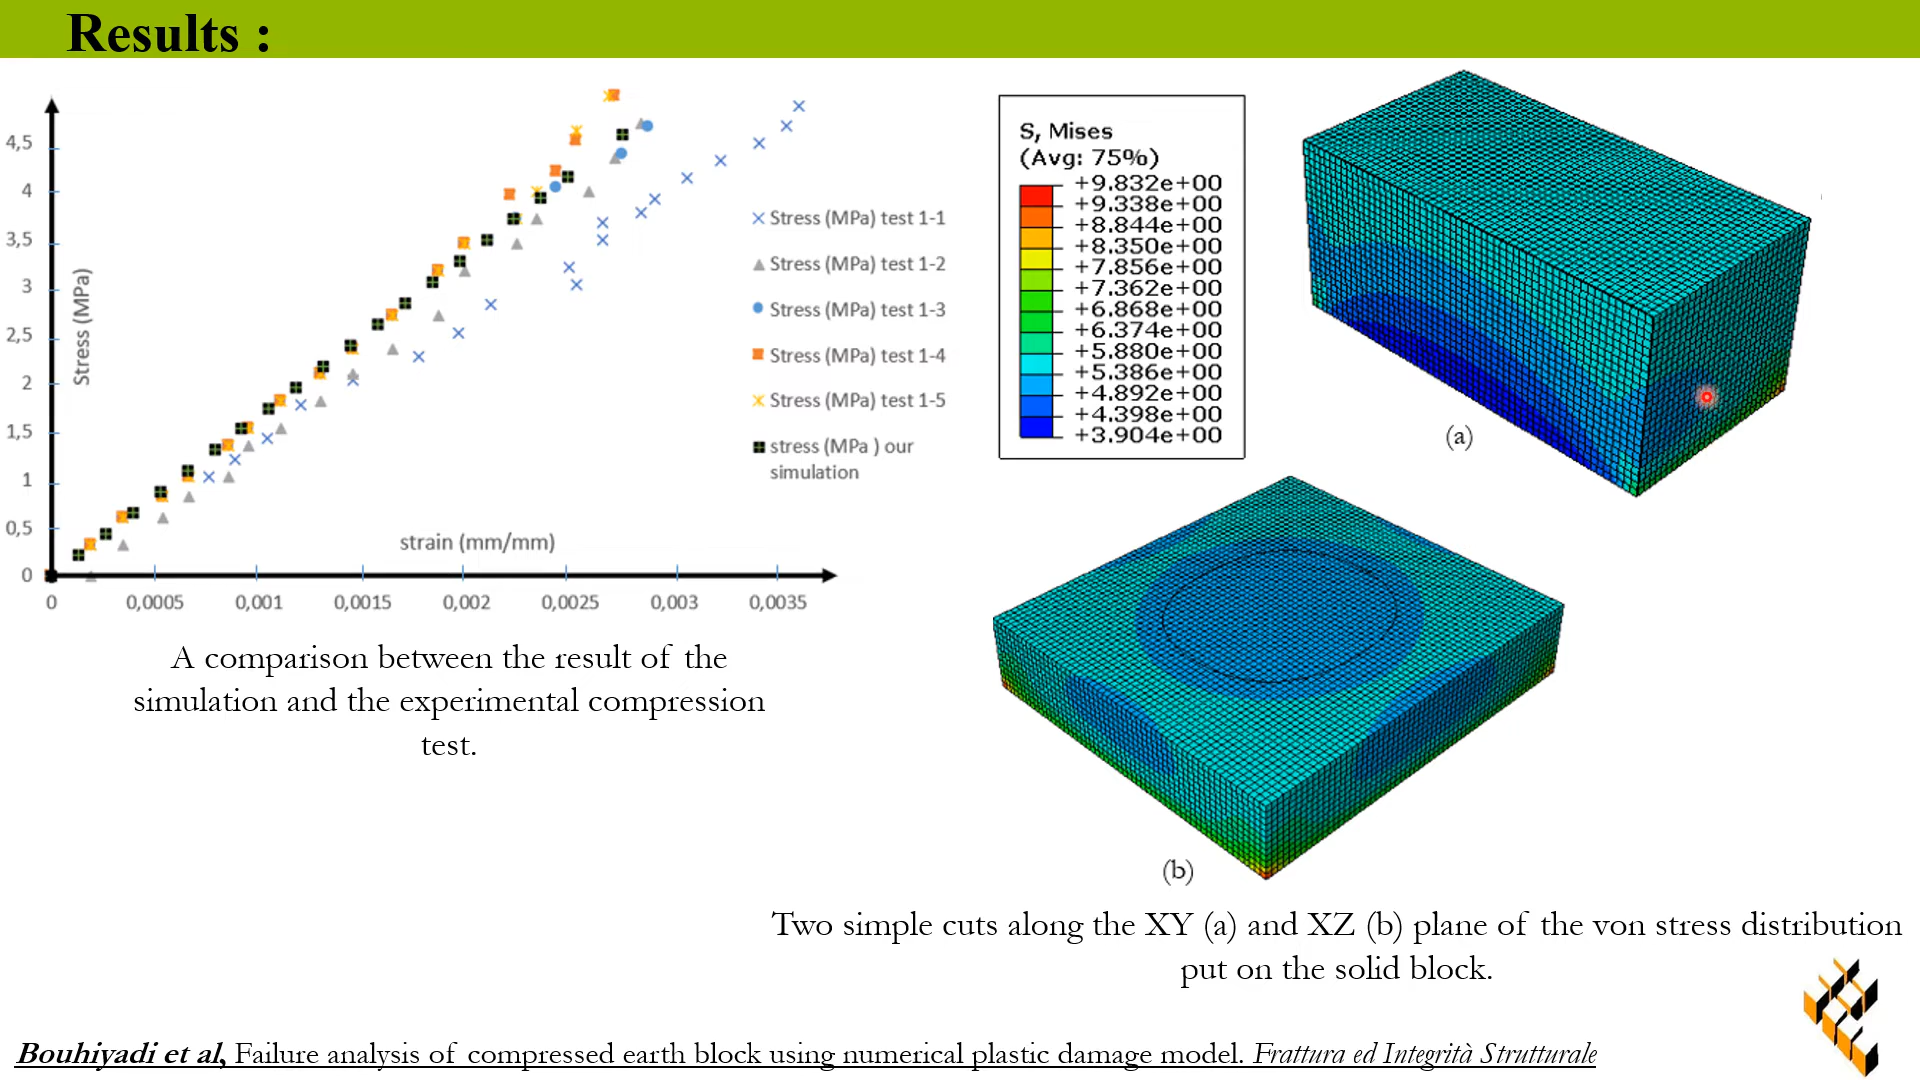 Results :
4,5
4
3,5
3
2,5
2
1,5
1
0,5
0
Stress (MPa)
strain (mm/mm)
0 0,0005 0,001 0,0015 0,002 0,0025 0,003 0,0035
Stress (MPa) test 1-1
Stress (MPa) test 1-2
Stress (MPa) test 1-3
Stress (MPa) test 1-4
Stress (MPa) test 1-5
stress (MPa ) our
simulation
A comparison between the result of the
simulation and the experimental compression
test.
S, Mises
(Avg: 75%)
+9.832e+00
+9.338e+00
+8.844e+00
+8.350e+00
+7.856e+00
+7.362e+00
+6.868e+00
+6.374e+00
+5.880e+00
+5.386e+00
+4.892e+00
+4.398e+00
+3.904e+00
(a)
(b)
Two simple cuts along the XY (a) and XZ (b) plane of the von stress distribution
put on the solid block.
Bouhiyadi et al, Failure analysis of compressed earth block using numerical plastic damage model. Frattura ed Integrità Strutturale